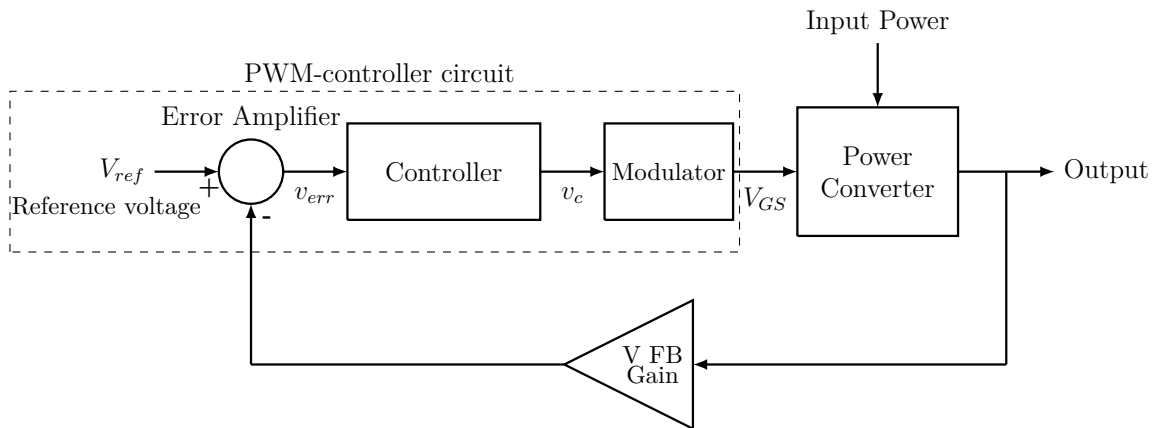 Input Power
PWM-controller circuit
Error Amplifier
V_ref
+
Reference voltage
-
v_err
Controller
v_c
Modulator
V_GS
Power
Converter
Output
V FB
Gain